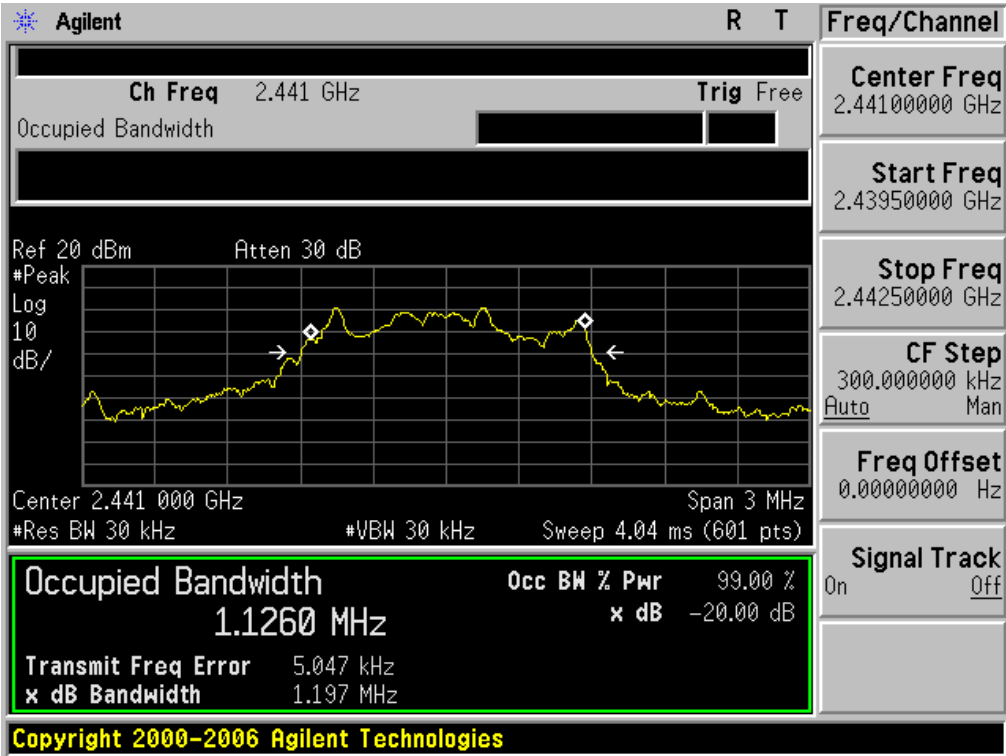 Agilent R T
Freq/Channel
Ch Freq 2.441 GHz Trig Free
Occupied Bandwidth
Center Freq
2.44100000 GHz
Start Freq
2.43950000 GHz
Stop Freq
2.44250000 GHz
CF Step
300.000000 kHz
Auto Man
Freq Offset
0.00000000 Hz
Signal Track
On Off
Ref 20 dBm Atten 30 dB
#Peak
Log
10
dB/
Center 2.441 000 GHz Span 3 MHz
#Res BW 30 kHz #VBW 30 kHz Sweep 4.04 ms (601 pts)
Occupied Bandwidth
1.1260 MHz
Occ BW % Pwr 99.00 %
x dB -20.00 dB
Transmit Freq Error 5.047 kHz
x dB Bandwidth 1.197 MHz
Copyright 2000-2006 Agilent Technologies